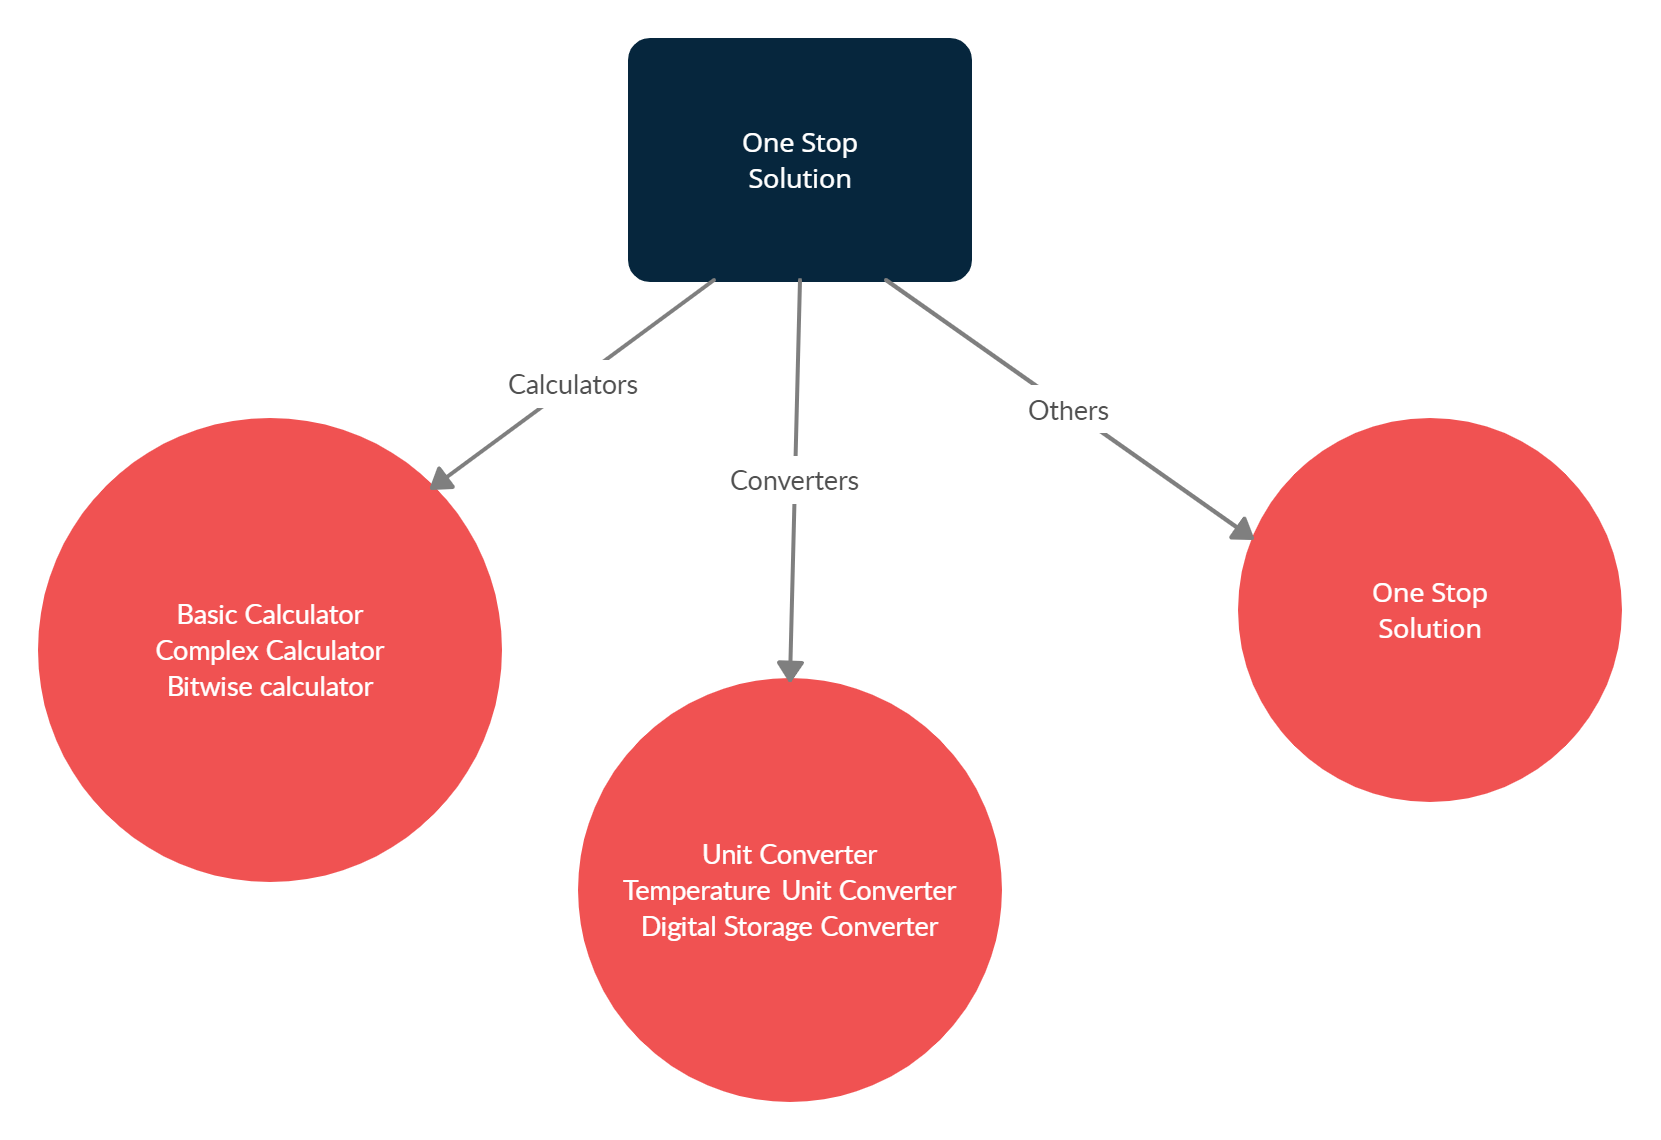 One Stop
Solution
Calculators
Others
Converters
Basic Calculator
Complex Calculator
Bitwise calculator
One Stop
Solution
Unit Converter
Temperature Unit Converter
Digital Storage Converter